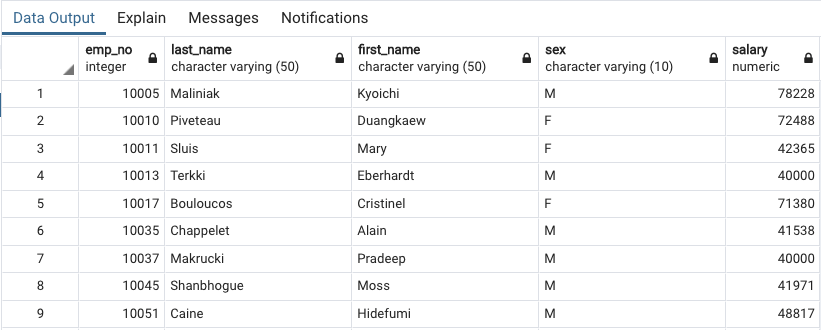 Data Output Explain Messages Notifications
emp_no last_name first_name sex salary
integer character varying (50) character varying (50) character varying (10) numeric
1 10005 Maliniak Kyoichi M 78228
2 10010 Piveteau Duangkaew F 72488
3 10011 Sluis Mary F 42365
4 10013 Terkki Eberhardt M 40000
5 10017 Bouloucos Cristinel F 71380
6 10035 Chappelet Alain M 41538
7 10037 Makrucki Pradeep M 40000
8 10045 Shanbhogue Moss M 41971
9 10051 Caine Hidefumi M 48817